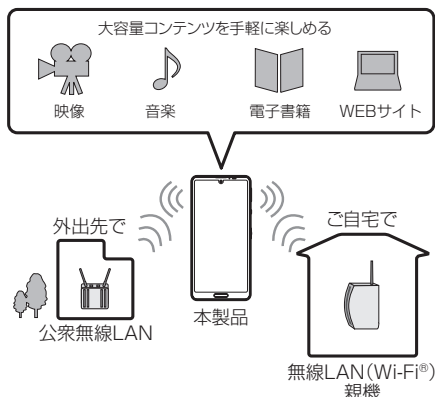 大容量コンテンツを手軽に楽しめる
映像
音楽
電子書籍
WEBサイト
外出先で
ご自宅で
公衆無線LAN
本製品
無線LAN(Wi-Fi®)
親機